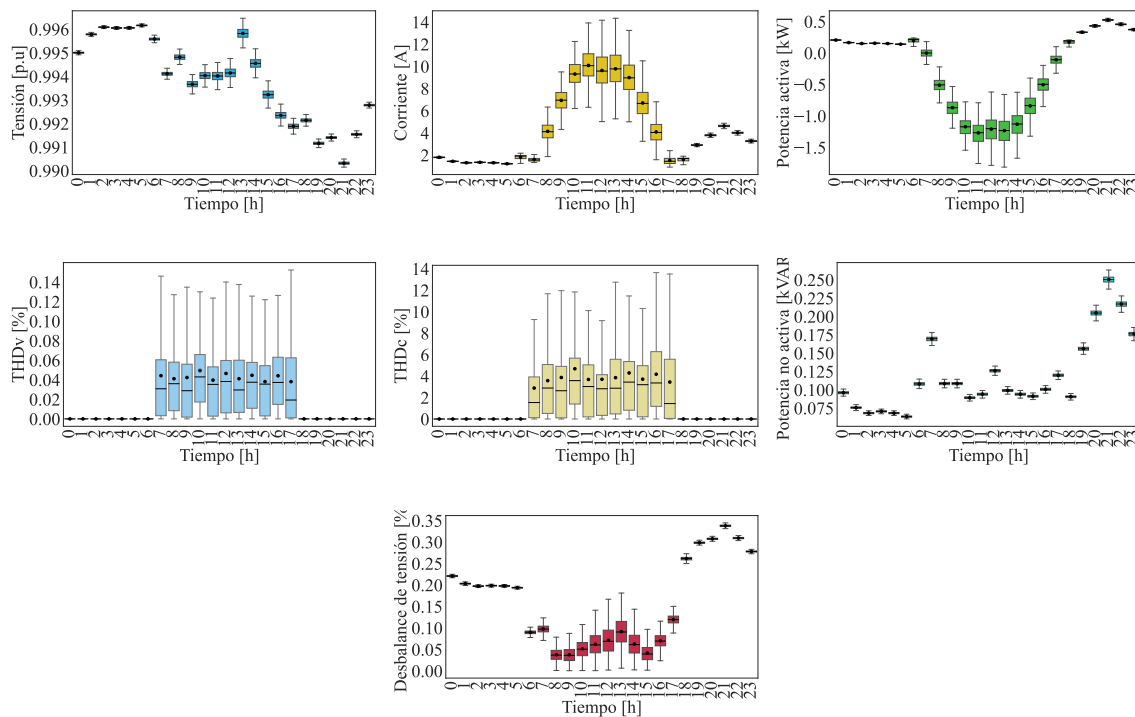 Tensión [p.u]
0.996
0.995
0.994
0.993
0.992
0.991
0.990
0 1 2 3 4 5 6 7 8 9 10 11 12 13 14 15 16 17 18 19 20 21 22 23
Tiempo [h]
Corriente [A]
14
12
10
8
6
4
2
0 1 2 3 4 5 6 7 8 9 10 11 12 13 14 15 16 17 18 19 20 21 22 23
Tiempo [h]
Potencia activa [kW]
0.5
0.0
−0.5
−1.0
−1.5
0 1 2 3 4 5 6 7 8 9 10 11 12 13 14 15 16 17 18 19 20 21 22 23
Tiempo [h]
THDv [%]
0.14
0.12
0.10
0.08
0.06
0.04
0.02
0.00
0 1 2 3 4 5 6 7 8 9 10 11 12 13 14 15 16 17 18 19 20 21 22 23
Tiempo [h]
THDc [%]
14
12
10
8
6
4
2
0
0 1 2 3 4 5 6 7 8 9 10 11 12 13 14 15 16 17 18 19 20 21 22 23
Tiempo [h]
Potencia no activa [kVAR
0.250
0.225
0.200
0.175
0.150
0.125
0.100
0.075
0 1 2 3 4 5 6 7 8 9 10 11 12 13 14 15 16 17 18 19 20 21 22 23
Tiempo [h]
Desbalance de tensión [%
0.35
0.30
0.25
0.20
0.15
0.10
0.05
0.00
0 1 2 3 4 5 6 7 8 9 10 11 12 13 14 15 16 17 18 19 20 21 22 23
Tiempo [h]